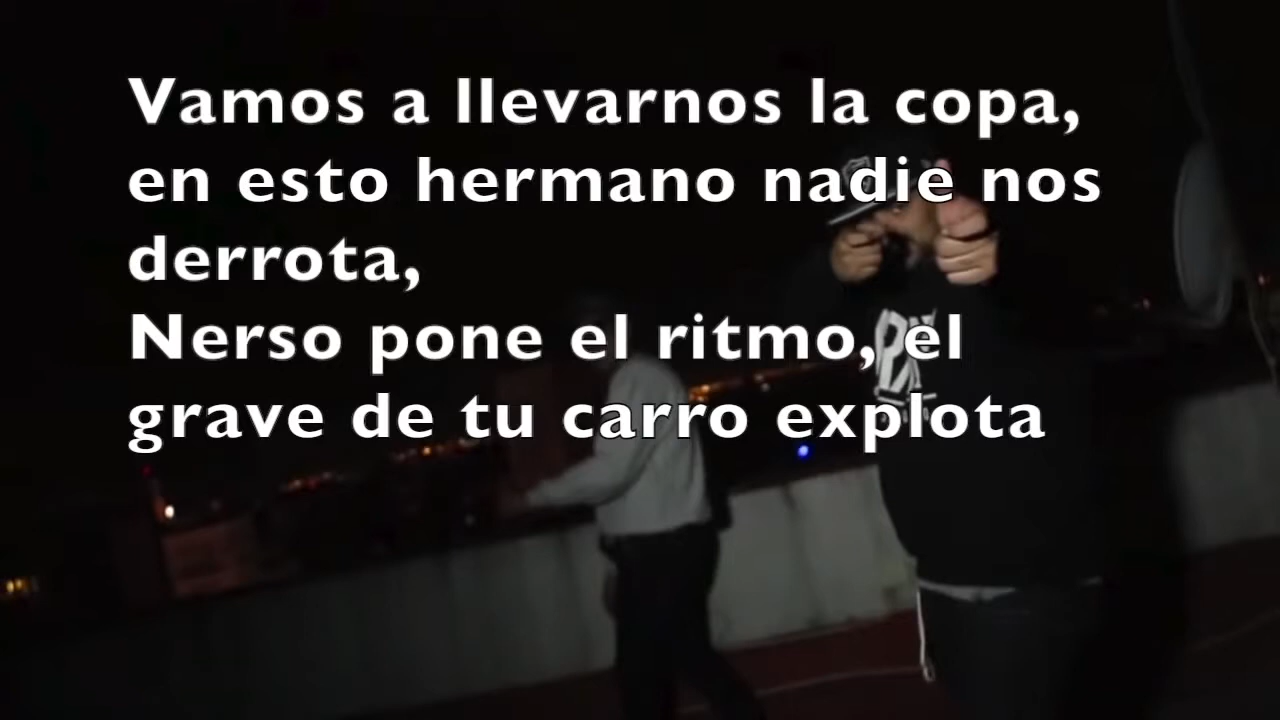 Vamos a llevarnos la copa,
en esto hermano nadie nos
derrota,
Nerso pone el ritmo, el
grave de tu carro explota